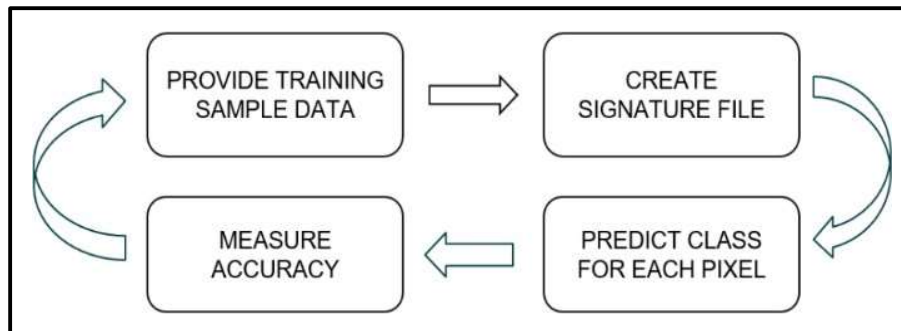 PROVIDE TRAINING
SAMPLE DATA
CREATE
SIGNATURE FILE
MEASURE
ACCURACY
PREDICT CLASS
FOR EACH PIXEL